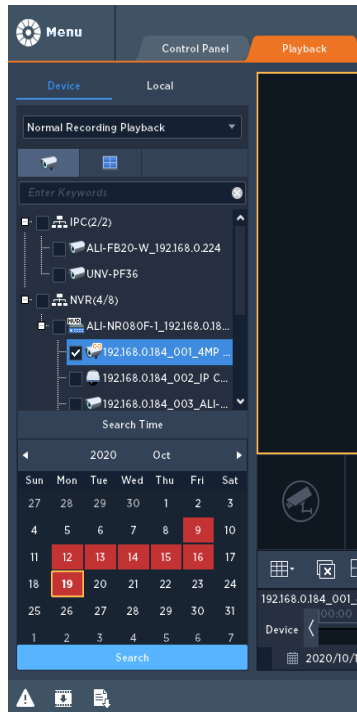 Menu
Control Panel
Playback
Device
Local
Normal Recording Playback
Enter Keywords
IPC(2/2)
ALI-FB20-W_192.168.0.224
UNV-PF36
NVR(4/8)
NVR
ALI-NR080F-1_192.168.0.18...
192.168.0.184_001_4MP ...
192.168.0.184_002_IP C...
192.168.0.184_003_ALI-...
Search Time
2020 Oct
Sun Mon Tue Wed Thu Fri Sat
27 28 29 30 1 2 3
4 5 6 7 8 9 10
11 12 13 14 15 16 17
18 19 20 21 22 23 24
25 26 27 28 29 30 31
1 2 3 4 5 6 7
Search
192.168.0.184_001_
00:00
Device
2020/10/1